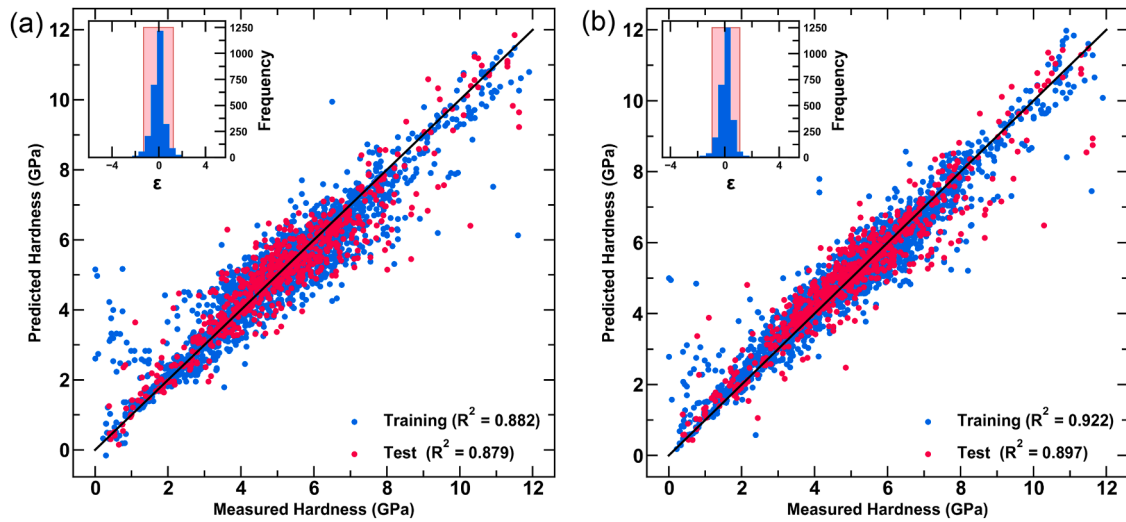 (a)
12
10
8
6
4
2
0
Predicted Hardness (GPa)
0 2 4 6 8 10 12
Measured Hardness (GPa)
1250
1000
750
500
250
0
Frequency
−4 0 4
ε
Training (R² = 0.882)
Test (R² = 0.879)
(b)
12
10
8
6
4
2
0
Predicted Hardness (GPa)
0 2 4 6 8 10 12
Measured Hardness (GPa)
1250
1000
750
500
250
0
Frequency
−4 0 4
ε
Training (R² = 0.922)
Test (R² = 0.897)